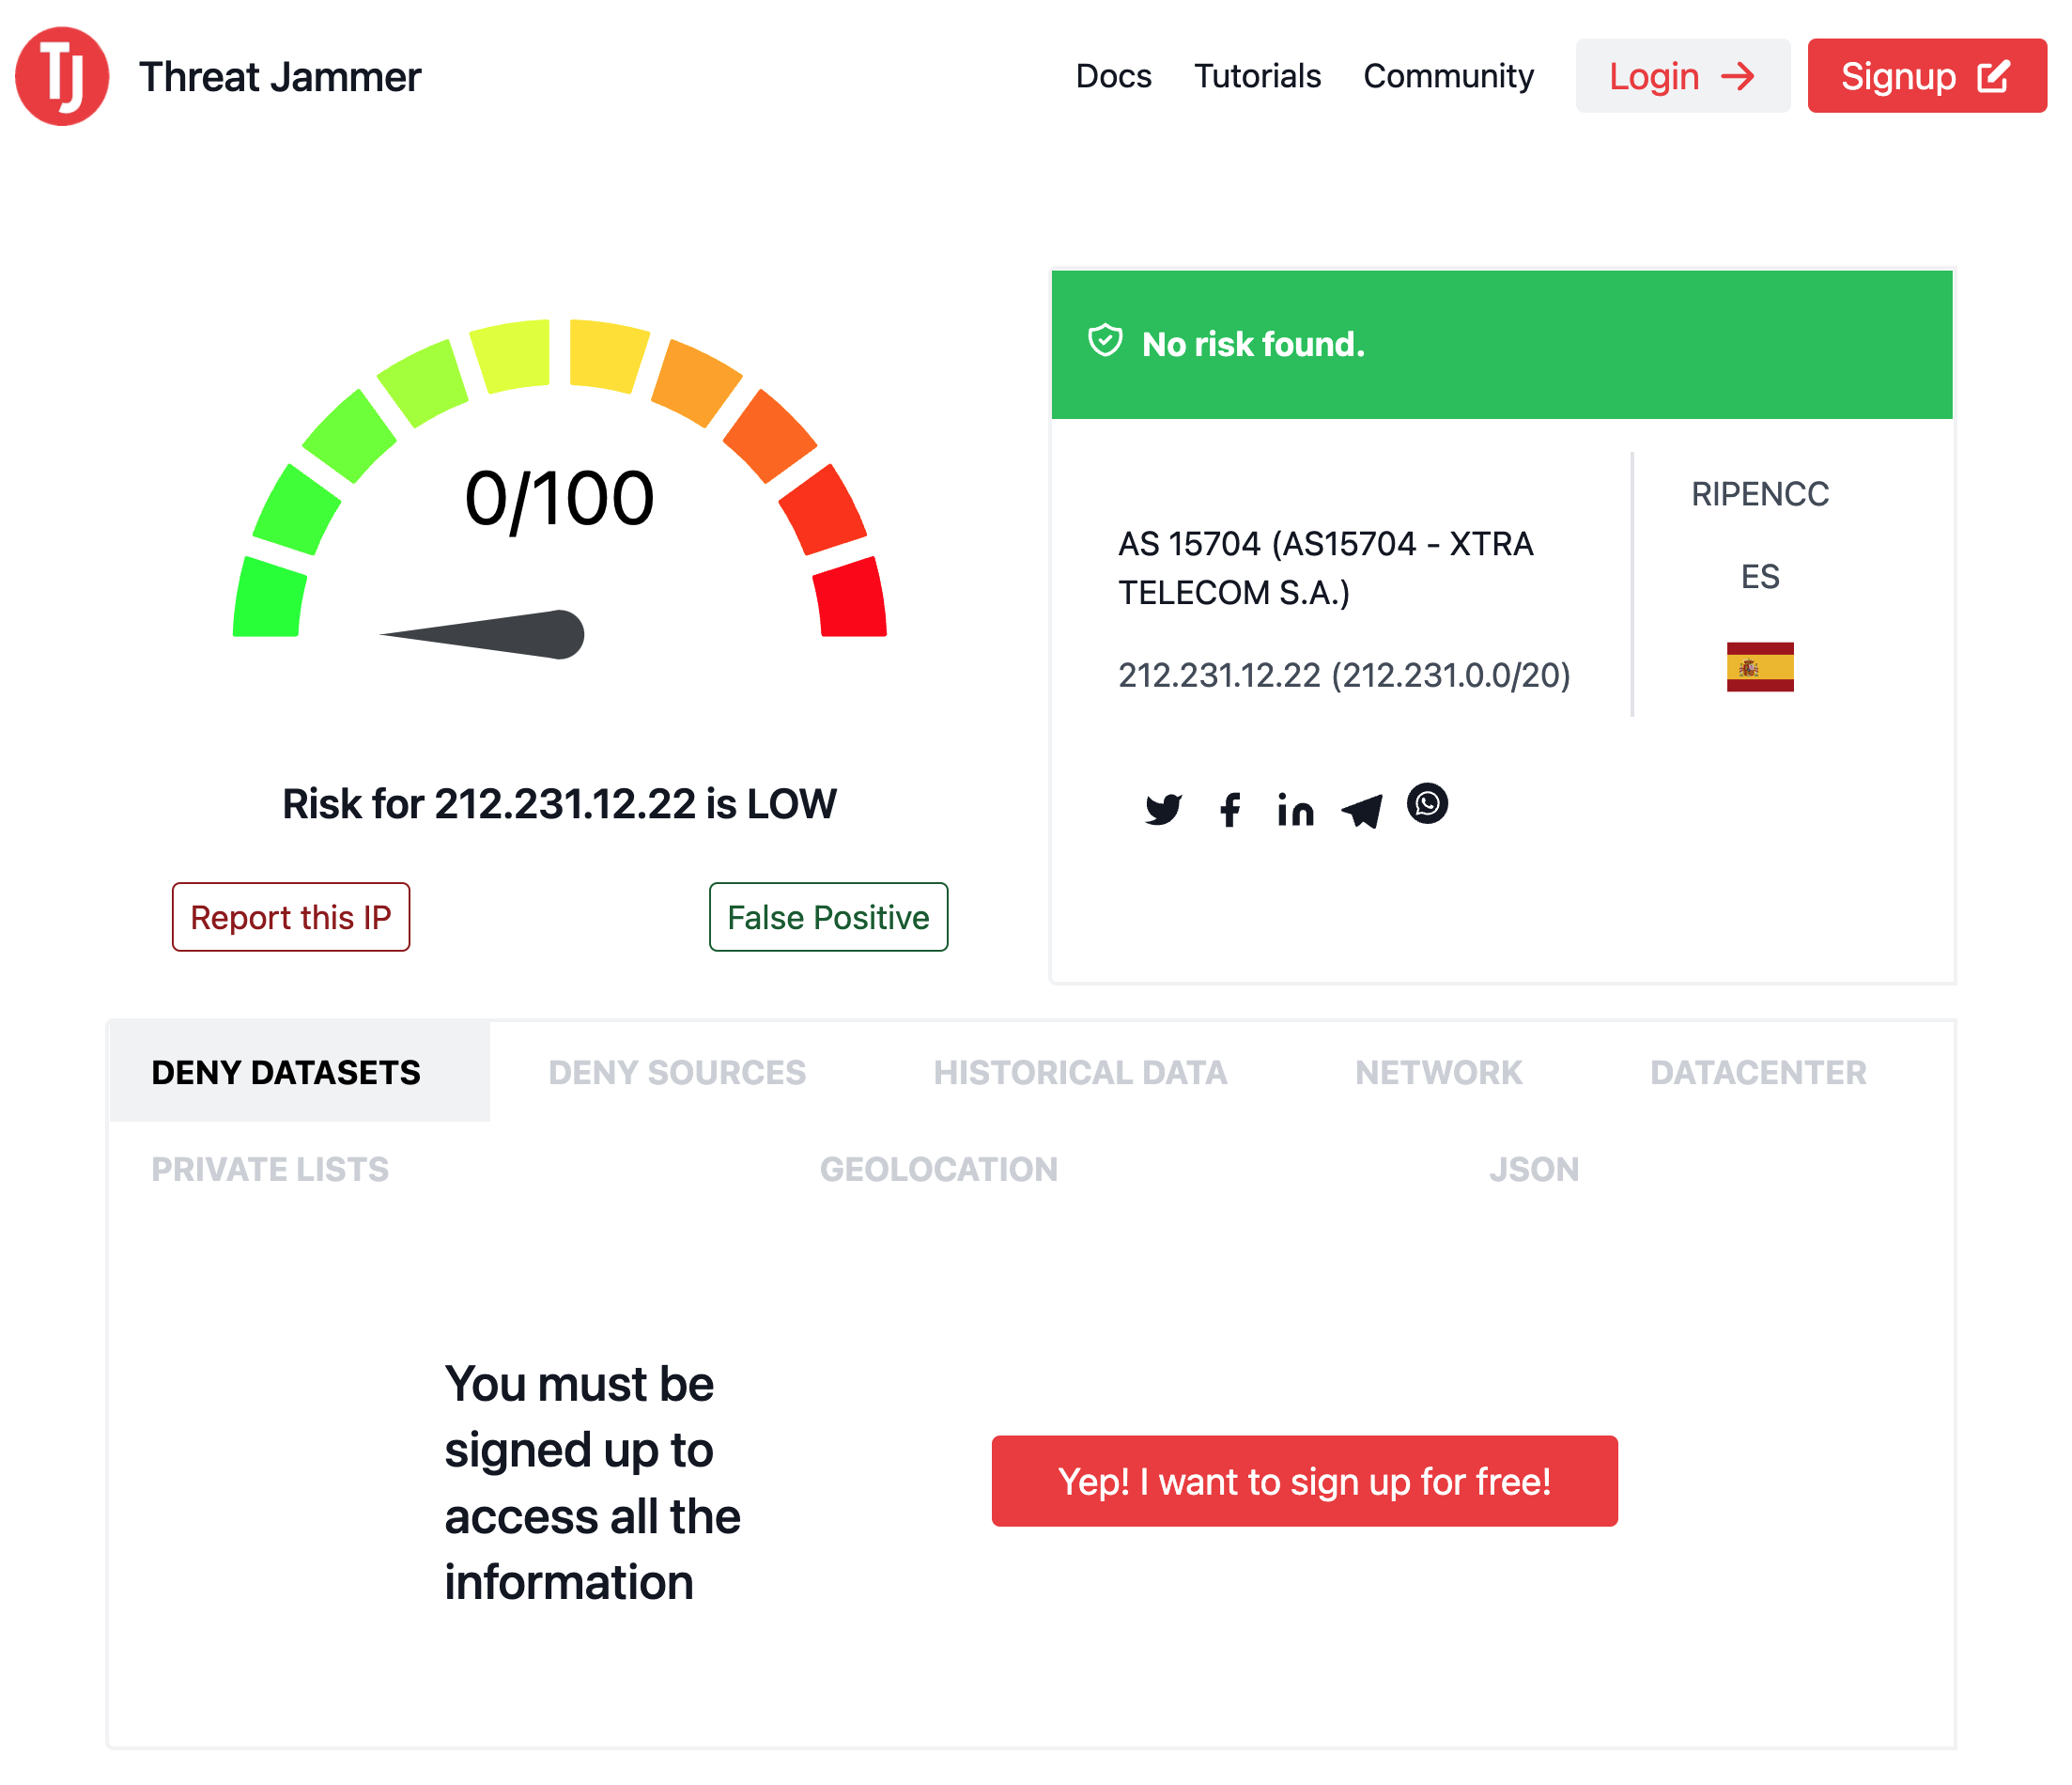 TJ
Threat Jammer
Docs
Tutorials
Community
Login
Signup
0/100
Risk for 212.231.12.22 is LOW
Report this IP
False Positive
No risk found.
AS 15704 (AS15704 - XTRA
TELECOM S.A.)
212.231.12.22 (212.231.0.0/20)
RIPENCC
ES
DENY DATASETS
DENY SOURCES
HISTORICAL DATA
NETWORK
DATACENTER
PRIVATE LISTS
GEOLOCATION
JSON
You must be
signed up to
access all the
information
Yep! I want to sign up for free!